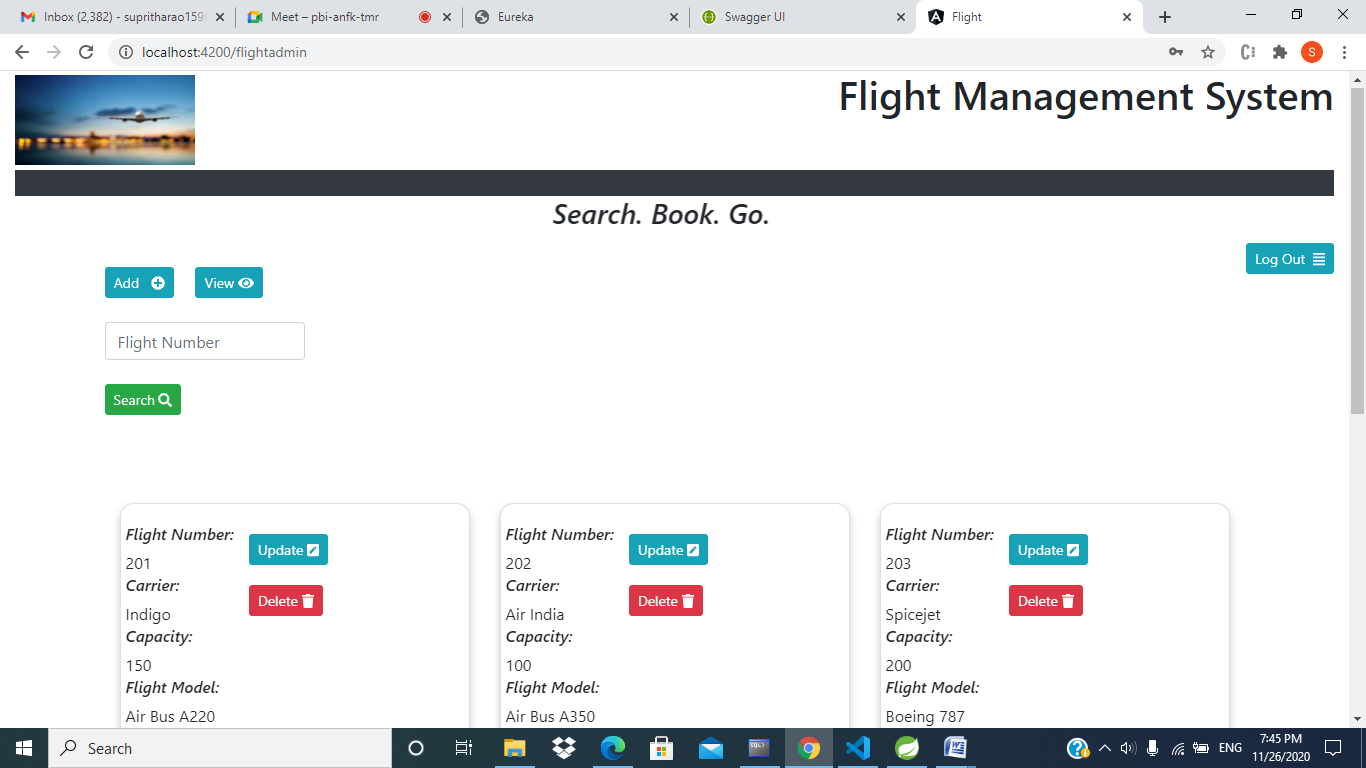 Inbox (2,382) - supritharao159
Meet – pbi-anfk-tmr
Eureka
Swagger UI
Flight
localhost:4200/flightadmin
S
Flight Management System
Search. Book. Go.
Log Out
Add
View
Flight Number
Search
Flight Number:
201
Update
Carrier:
Indigo
Delete
Capacity:
150
Flight Model:
Air Bus A220
Flight Number:
202
Update
Carrier:
Air India
Delete
Capacity:
100
Flight Model:
Air Bus A350
Flight Number:
203
Update
Carrier:
Spicejet
Delete
Capacity:
200
Flight Model:
Boeing 787
Search
ENG
7:45 PM
11/26/2020